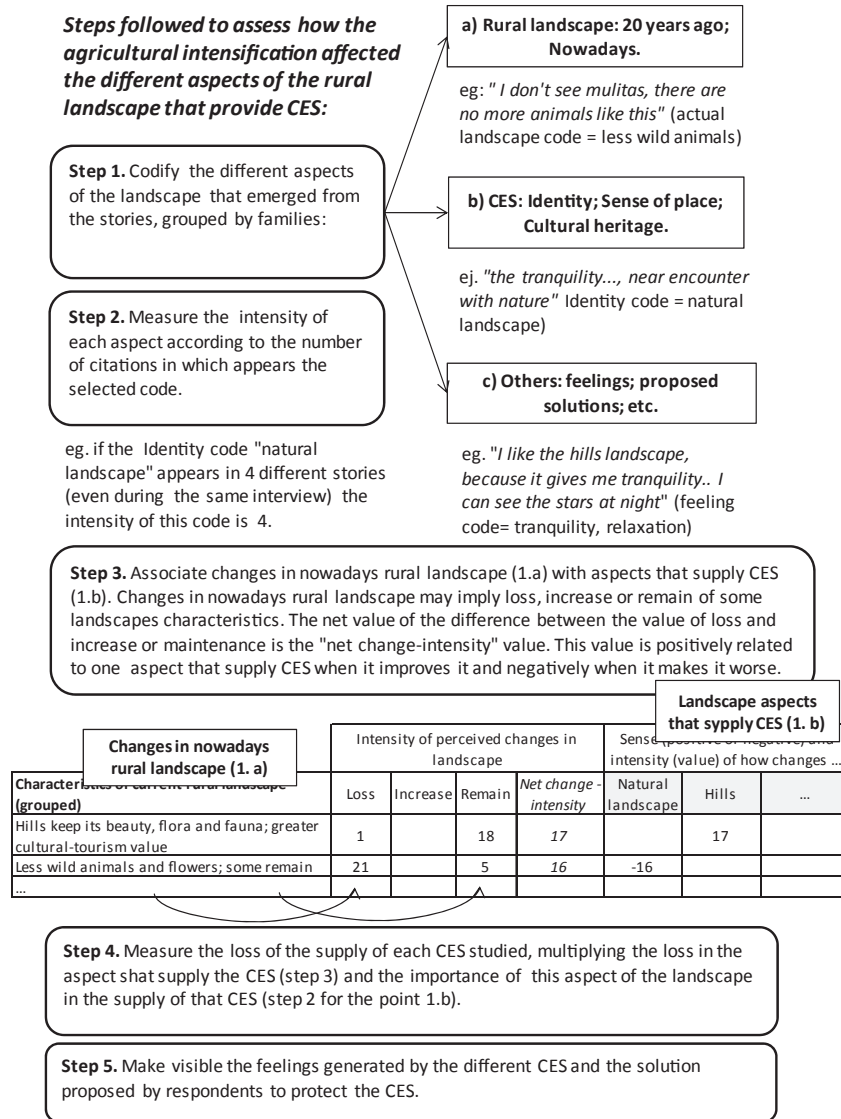 Steps followed to assess how the
agricultural intensification affected
the different aspects of the rural
landscape that provide CES:
a) Rural landscape: 20 years ago;
Nowadays.
eg: " I don't see mulitas, there are
no more animals like this" (actual
landscape code = less wild animals)
Step 1. Codify the different aspects
of the landscape that emerged from
the stories, grouped by families:
b) CES: Identity; Sense of place;
Cultural heritage.
ej. "the tranquility..., near encounter
with nature" Identity code = natural
landscape)
Step 2. Measure the intensity of
each aspect according to the number
of citations in which appears the
selected code.
c) Others: feelings; proposed
solutions; etc.
eg. if the Identity code "natural
landscape" appears in 4 different stories
(even during the same interview) the
intensity of this code is 4.
eg. "I like the hills landscape,
because it gives me tranquility.. I
can see the stars at night" (feeling
code= tranquility, relaxation)
Step 3. Associate changes in nowadays rural landscape (1.a) with aspects that supply CES
(1.b). Changes in nowadays rural landscape may imply loss, increase or remain of some
landscapes characteristics. The net value of the difference between the value of loss and
increase or maintenance is the "net change-intensity" value. This value is positively related
to one aspect that supply CES when it improves it and negatively when it makes it worse.
Landscape aspects
that sypply CES (1. b)
Changes in nowadays
rural landscape (1. a)
Intensity of perceived changes in
landscape
intensity (value) of how changes ...
(grouped)
Loss
Increase
Remain
Net change -
intensity
Natural
landscape
Hills
...
Hills keep its beauty, flora and fauna; greater
cultural-tourism value
1
18
17
17
Less wild animals and flowers; some remain
21
5
16
-16
...
Step 4. Measure the loss of the supply of each CES studied, multiplying the loss in the
aspect shat supply the CES (step 3) and the importance of this aspect of the landscape
in the supply of that CES (step 2 for the point 1.b).
Step 5. Make visible the feelings generated by the different CES and the solution
proposed by respondents to protect the CES.